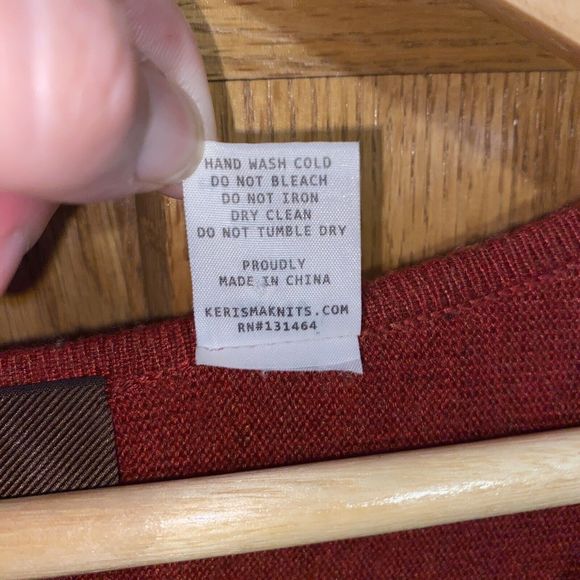 HAND WASH COLD
DO NOT BLEACH
DO NOT IRON
DRY CLEAN
DO NOT TUMBLE DRY
PROUDLY
MADE IN CHINA
KERISMAKNITS.COM
RN#131464